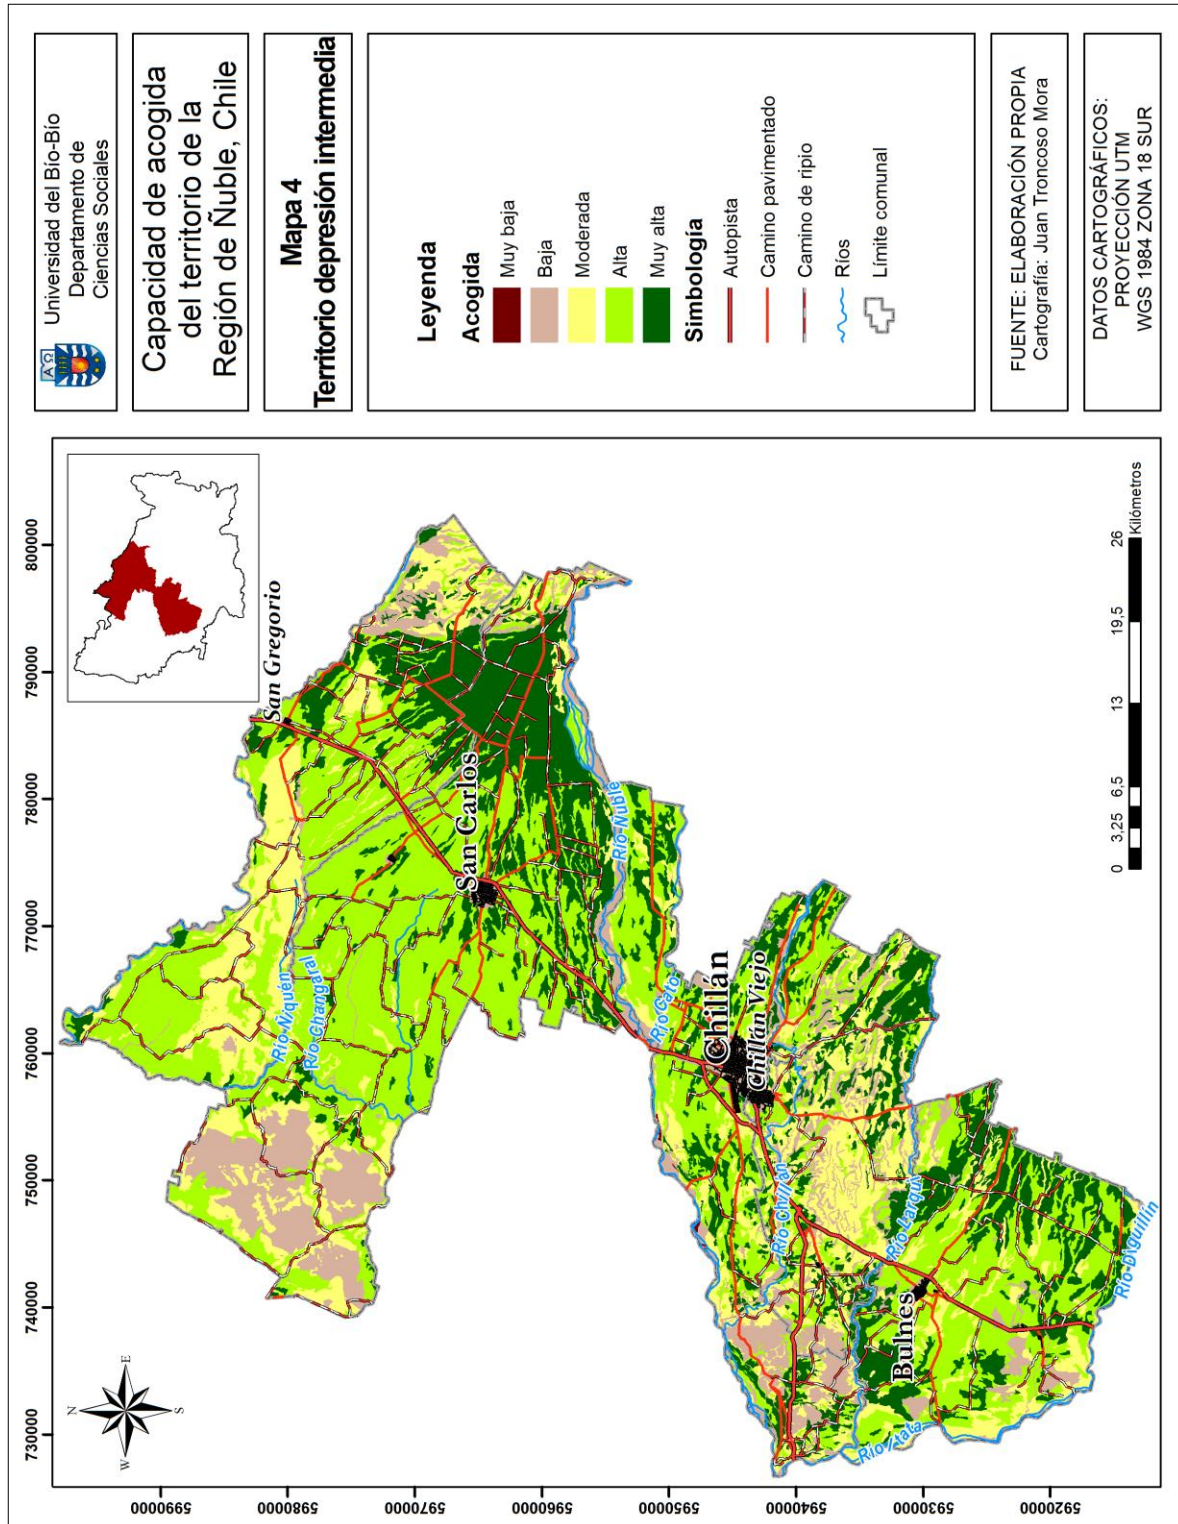 Universidad del Bío-Bío
Departamento de
Ciencias Sociales
Capacidad de acogida
del territorio de la
Región de Ñuble, Chile
Mapa 4
Territorio depresión intermedia
Leyenda
Acogida
Muy baja
Baja
Moderada
Alta
Muy alta
Simbología
Autopista
Camino pavimentado
Camino de ripio
Ríos
Límite comunal
FUENTE: ELABORACIÓN PROPIA
Cartografía: Juan Troncoso Mora
DATOS CARTOGRÁFICOS:
PROYECCIÓN UTM
WGS 1984 ZONA 18 SUR
730000
740000
750000
760000
770000
780000
790000
800000
5990000
5980000
5970000
5960000
5950000
5940000
5930000
5920000
N
W
E
S
San Gregorio
Río Ñiquén
Río Changaral
San Carlos
Río Ñuble
Río Cato
Chillán
Chillán Viejo
Río Chillán
Río Larqui
Bulnes
Río Itata
Río Diguillín
0
3,25
6,5
13
19,5
26
Kilómetros